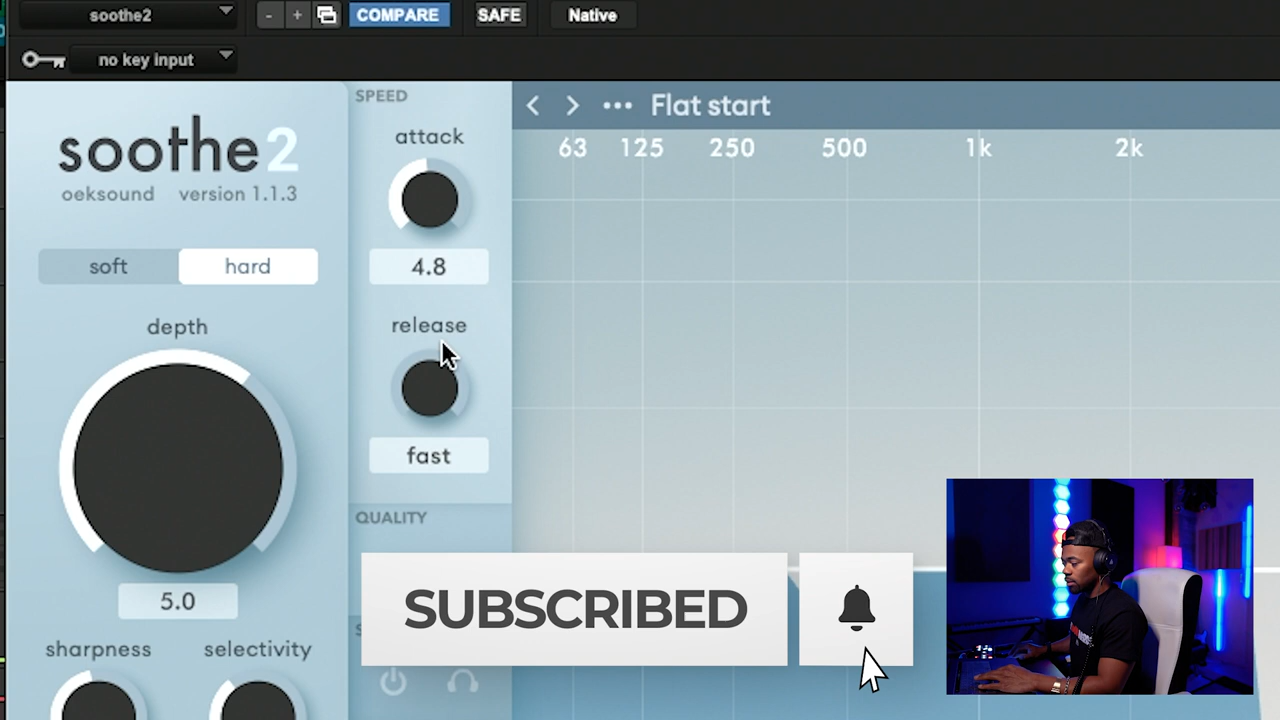 soothe2
- +
COMPARE
SAFE
Native
no key input
SPEED
attack
4.8
release
fast
QUALITY
soothe2
oeksound version 1.1.3
soft hard
depth
5.0
sharpness selectivity
Flat start
63 125 250 500 1k 2k
SUBSCRIBED